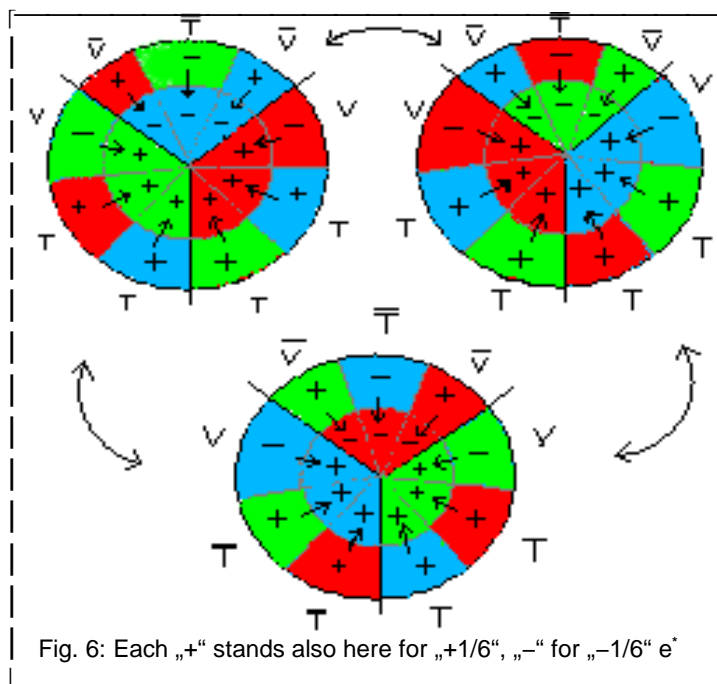 T̅
V̅ V̅
V V
+ − +
− − − −
+ +
+ + + +
+ +
+ +
T T
T T
T̅
V̅ V̅
V V
+ − +
− − − −
+ +
+ + + +
+ +
+ +
T T
T T
T̅
V̅ V̅
V V
+ − +
− − − −
+ +
+ + + +
+ +
+ +
T T
T T
Fig. 6: Each „+“ stands also here for „+1/6“, „−“ for „−1/6“ e*